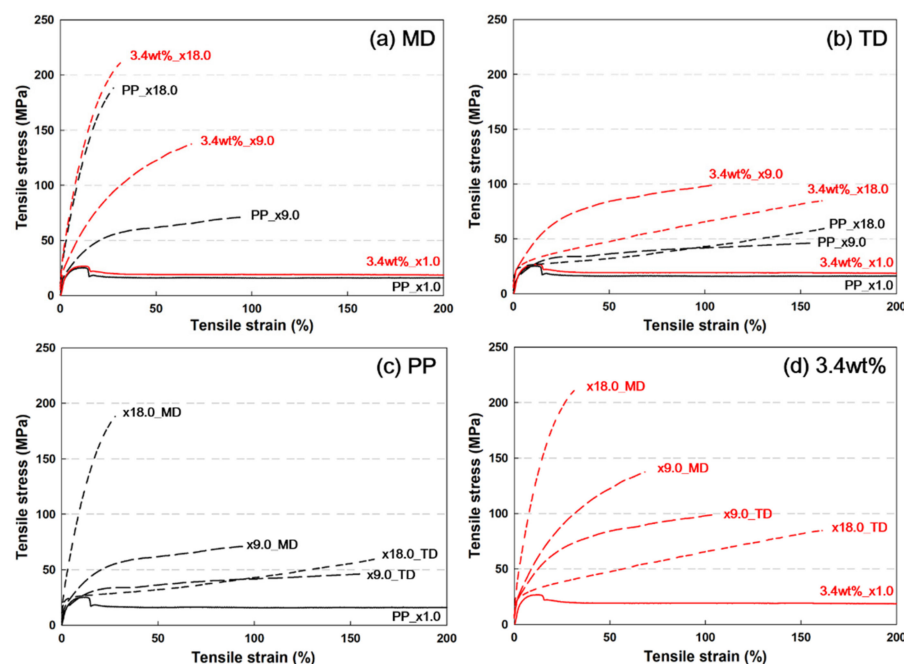 (a) MD
250
200
150
100
50
0
0
50
100
150
200
Tensile stress (MPa)
Tensile strain (%)
3.4wt%_x18.0
PP_x18.0
3.4wt%_x9.0
PP_x9.0
3.4wt%_x1.0
PP_x1.0
(b) TD
250
200
150
100
50
0
0
50
100
150
200
Tensile stress (MPa)
Tensile strain (%)
3.4wt%_x9.0
3.4wt%_x18.0
PP_x18.0
PP_x9.0
3.4wt%_x1.0
PP_x1.0
(c) PP
250
200
150
100
50
0
0
50
100
150
200
Tensile stress (MPa)
Tensile strain (%)
x18.0_MD
x9.0_MD
x18.0_TD
x9.0_TD
PP_x1.0
(d) 3.4wt%
250
200
150
100
50
0
0
50
100
150
200
Tensile stress (MPa)
Tensile strain (%)
x18.0_MD
x9.0_MD
x9.0_TD
x18.0_TD
3.4wt%_x1.0